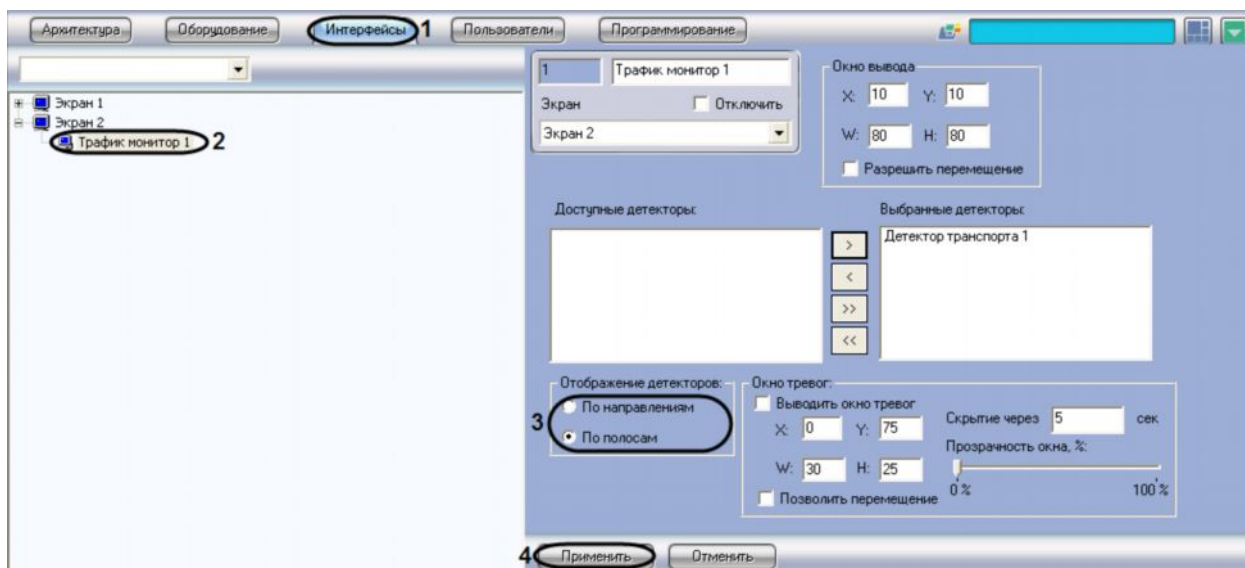 Архитектура Оборудование Интерфейсы 1 Пользователи Программирование
Экран 1
Экран 2
Трафик монитор 1 2
1 Трафик монитор 1
Экран Отключить
Экран 2
Окно вывода
X: 10 Y: 10
W: 80 H: 80
Разрешить перемещение
Доступные детекторы:
Выбранные детекторы:
Детектор транспорта 1
>
<
>>
<<
Отображение детекторов:
3 По направлениям
По полосам
Окно тревог:
Выводить окно тревог
X: 0 Y: 75
W: 30 H: 25
Позволить перемещение
Скрытие через 5 сек
Прозрачность окна, %:
0 % 100 %
4 Применить Отменить